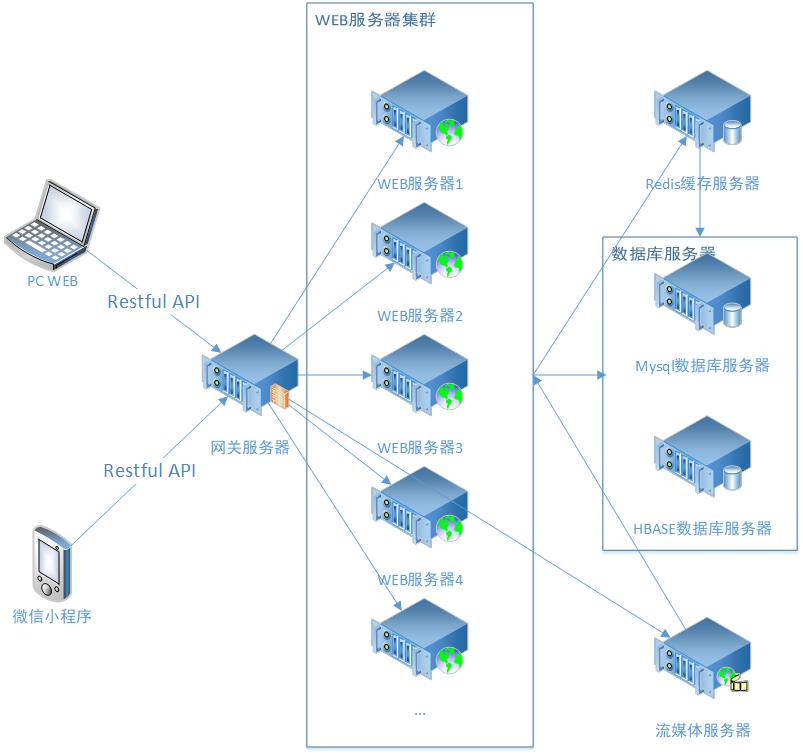 WEB服务器集群
WEB服务器1
Redis缓存服务器
数据库服务器
PC WEB
Restful API
WEB服务器2
Mysql数据库服务器
网关服务器
WEB服务器3
Restful API
HBASE数据库服务器
WEB服务器4
微信小程序
...
流媒体服务器